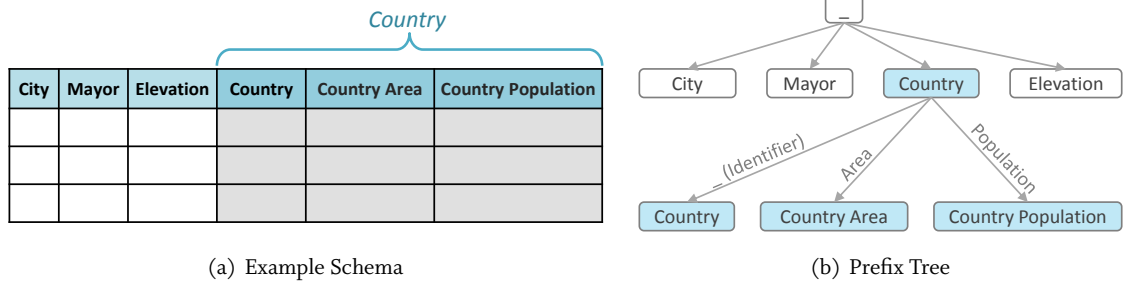 Country
City Mayor Elevation Country Country Area Country Population
(a) Example Schema
_
City Mayor Country Elevation
_ (Identifier) Area Population
Country Country Area Country Population
(b) Prefix Tree